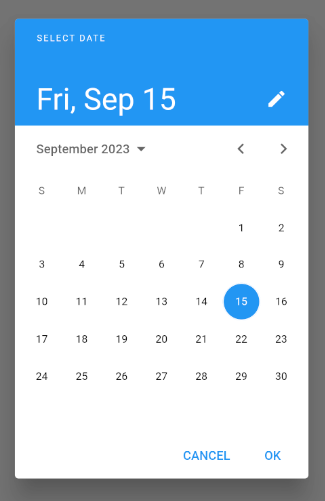 SELECT DATE
Fri, Sep 15
September 2023
S M T W T F S
1 2
3 4 5 6 7 8 9
10 11 12 13 14 15 16
17 18 19 20 21 22 23
24 25 26 27 28 29 30
CANCEL OK